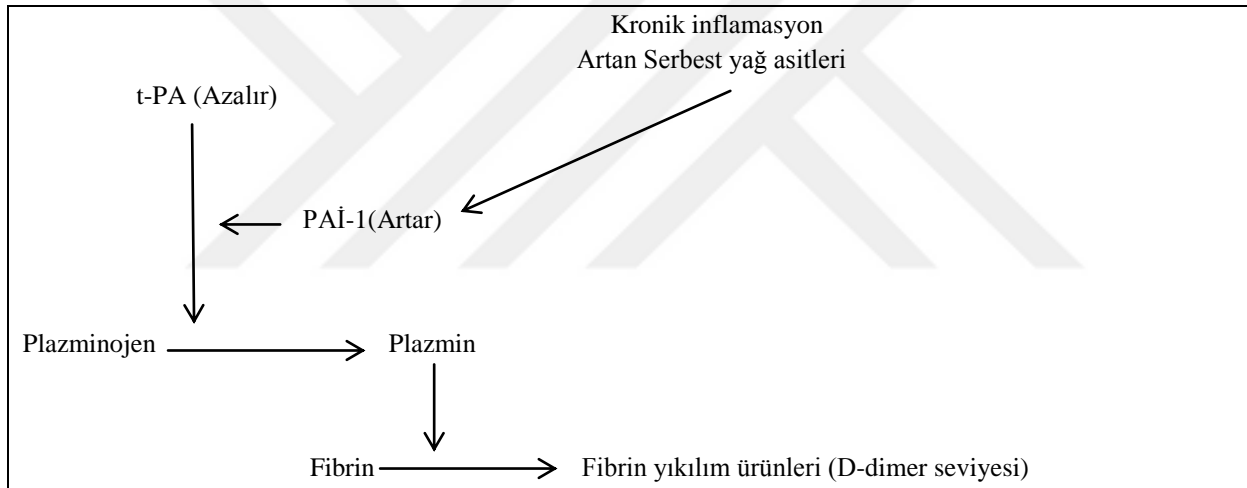 Kronik inflamasyon
Artan Serbest yağ asitleri
t-PA (Azalır)
PAİ-1(Artar)
Plazminojen
Plazmin
Fibrin
Fibrin yıkılım ürünleri (D-dimer seviyesi)